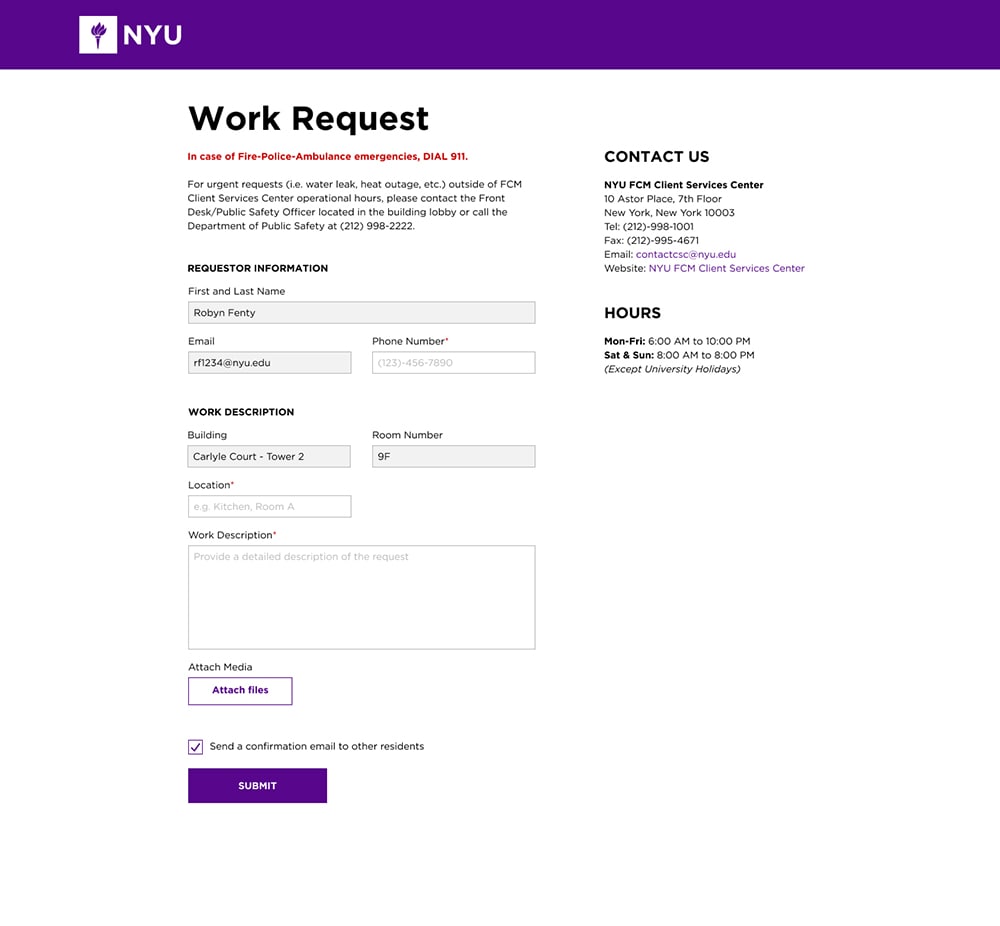 NYU
Work Request
In case of Fire-Police-Ambulance emergencies, DIAL 911.
For urgent requests (i.e. water leak, heat outage, etc.) outside of FCM
Client Services Center operational hours, please contact the Front
Desk/Public Safety Officer located in the building lobby or call the
Department of Public Safety at (212) 998-2222.
REQUESTOR INFORMATION
First and Last Name
Robyn Fenty
Email
rf1234@nyu.edu
Phone Number*
(123)-456-7890
WORK DESCRIPTION
Building
Carlyle Court - Tower 2
Room Number
9F
Location*
e.g. Kitchen, Room A
Work Description*
Provide a detailed description of the request
Attach Media
Attach files
Send a confirmation email to other residents
SUBMIT
CONTACT US
NYU FCM Client Services Center
10 Astor Place, 7th Floor
New York, New York 10003
Tel: (212)-998-1001
Fax: (212)-995-4671
Email: contactcsc@nyu.edu
Website: NYU FCM Client Services Center
HOURS
Mon-Fri: 6:00 AM to 10:00 PM
Sat & Sun: 8:00 AM to 8:00 PM
(Except University Holidays)